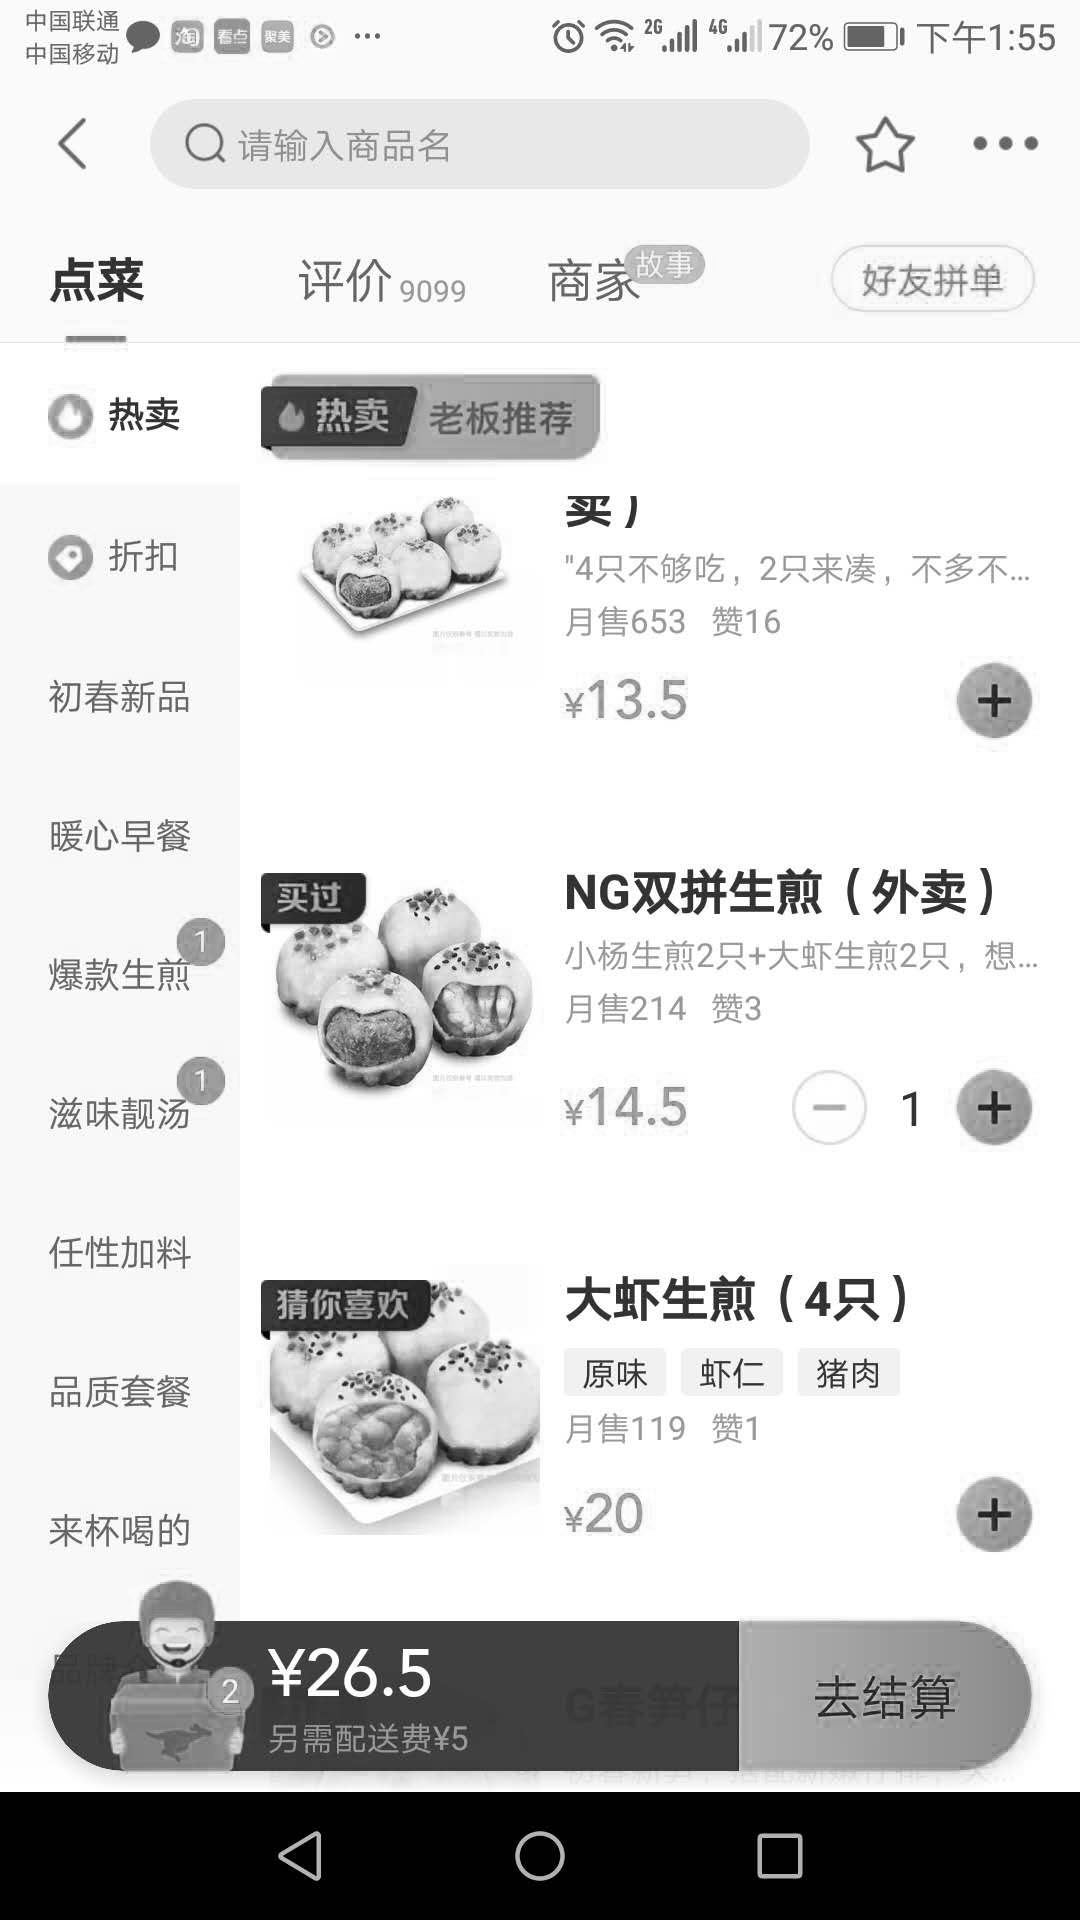 中国联通
中国移动
淘 看点 聚美 2G 4G 72% 下午1:55
请输入商品名
点菜 评价 9099 商家 故事 好友拼单
热卖
热卖 老板推荐
折扣
初春新品
暖心早餐
爆款生煎 1
滋味靓汤 1
任性加料
品质套餐
来杯喝的
卖）
"4只不够吃，2只来凑，不多不...
月售653 赞16
¥13.5
买过
NG双拼生煎（外卖）
小杨生煎2只+大虾生煎2只，想...
月售214 赞3
¥14.5 1
猜你喜欢
大虾生煎（4只）
原味 虾仁 猪肉
月售119 赞1
¥20
2
¥26.5
另需配送费¥5
去结算